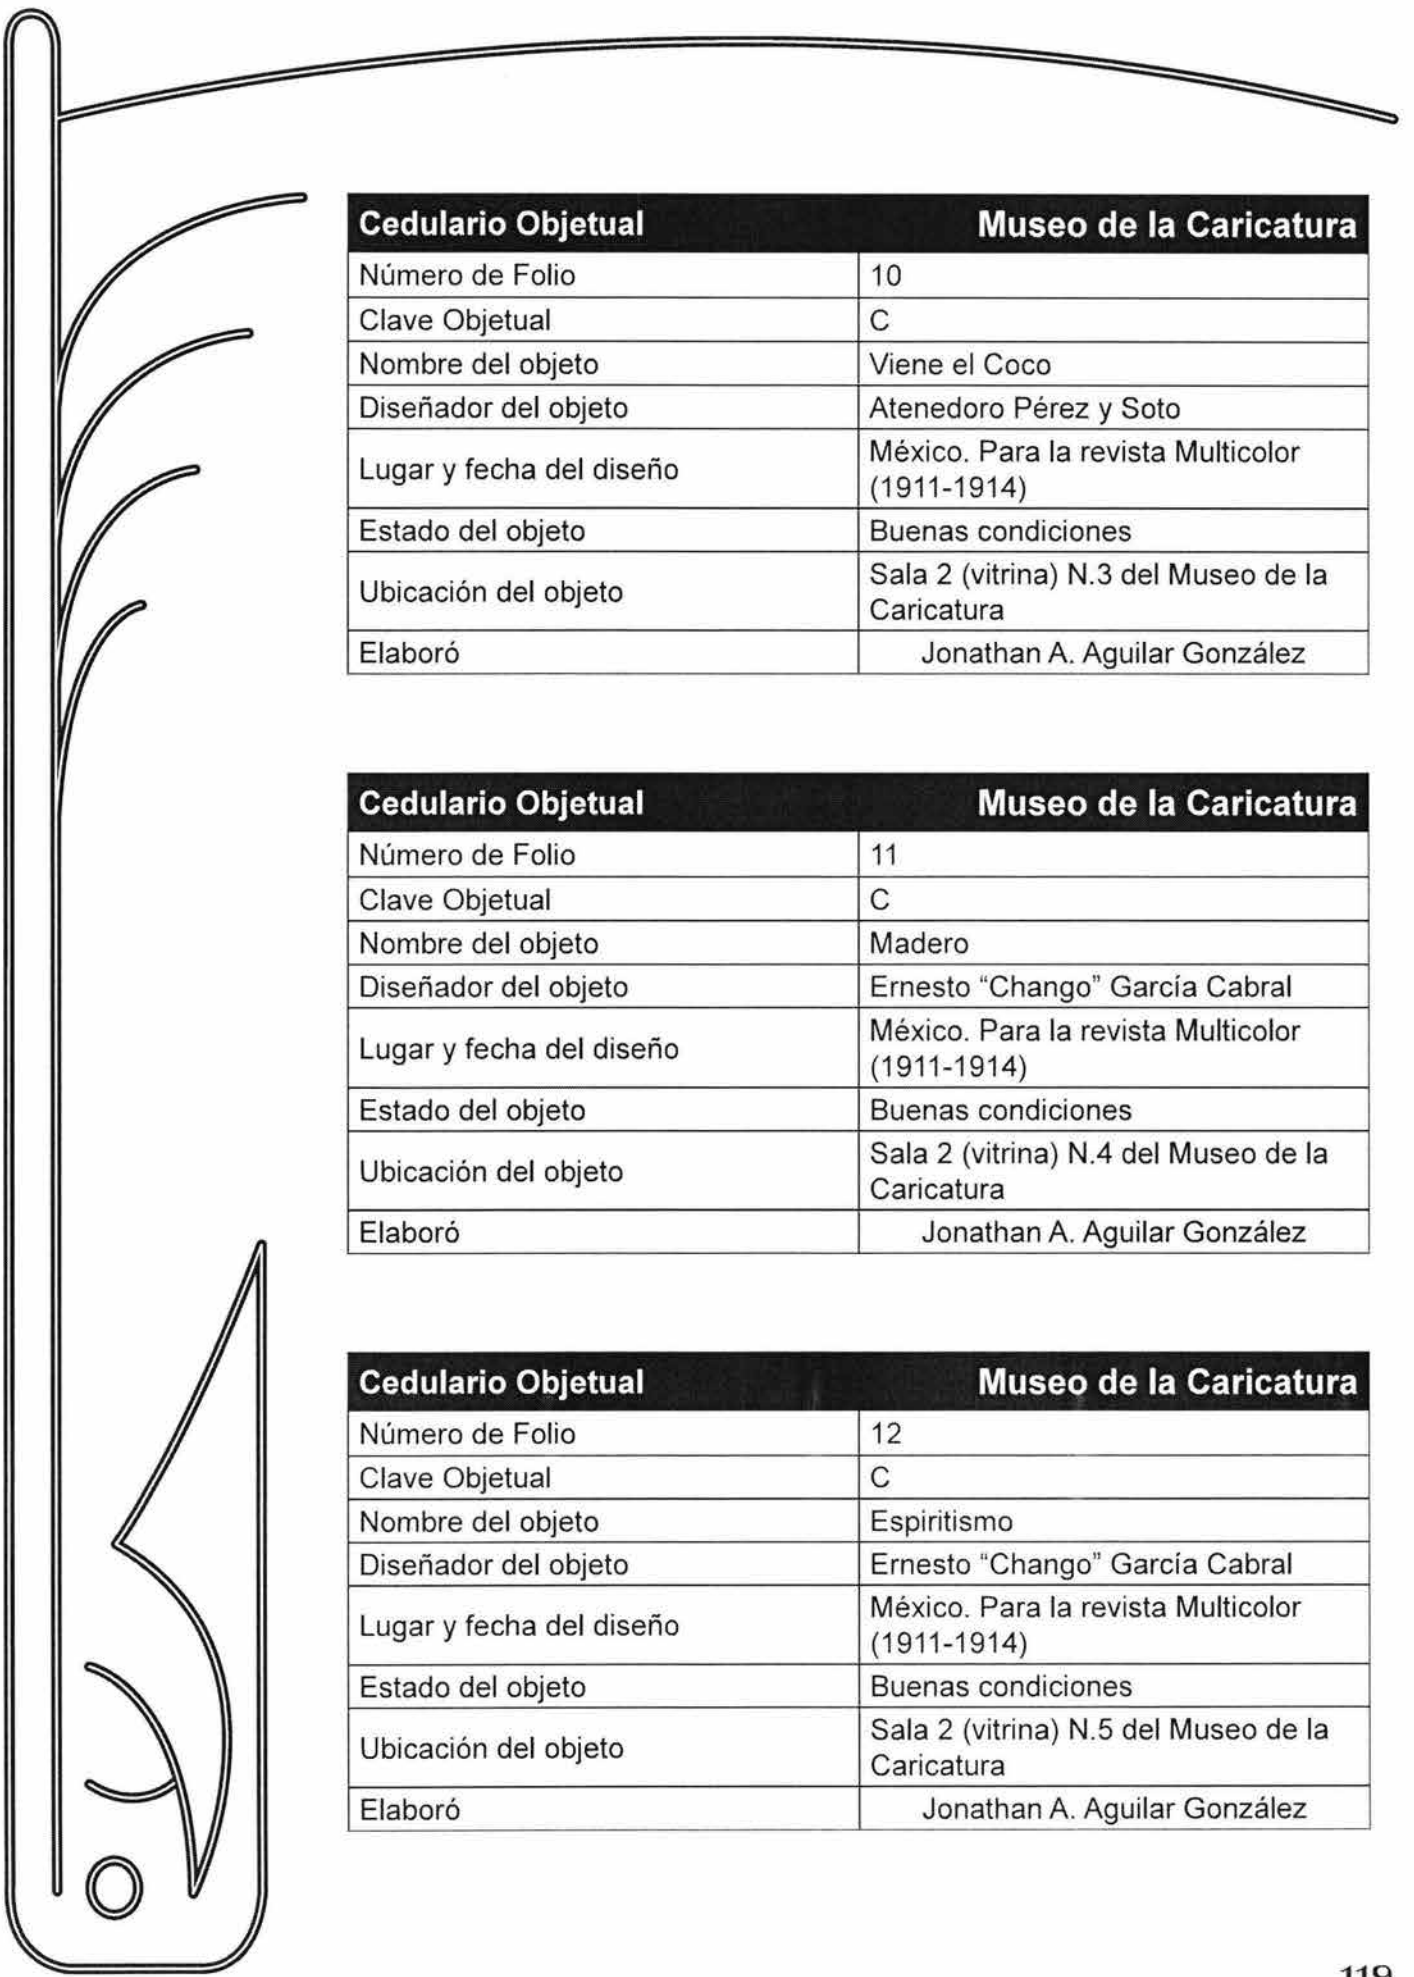 Cedulario Objetual Museo de la Caricatura
Número de Folio 10
Clave Objetual C
Nombre del objeto Viene el Coco
Diseñador del objeto Atenedoro Pérez y Soto
Lugar y fecha del diseño México. Para la revista Multicolor
(1911-1914)
Estado del objeto Buenas condiciones
Ubicación del objeto Sala 2 (vitrina) N.3 del Museo de la
Caricatura
Elaboró Jonathan A. Aguilar González
Cedulario Objetual Museo de la Caricatura
Número de Folio 11
Clave Objetual C
Nombre del objeto Madero
Diseñador del objeto Ernesto “Chango” García Cabral
Lugar y fecha del diseño México. Para la revista Multicolor
(1911-1914)
Estado del objeto Buenas condiciones
Ubicación del objeto Sala 2 (vitrina) N.4 del Museo de la
Caricatura
Elaboró Jonathan A. Aguilar González
Cedulario Objetual Museo de la Caricatura
Número de Folio 12
Clave Objetual C
Nombre del objeto Espiritismo
Diseñador del objeto Ernesto “Chango” García Cabral
Lugar y fecha del diseño México. Para la revista Multicolor
(1911-1914)
Estado del objeto Buenas condiciones
Ubicación del objeto Sala 2 (vitrina) N.5 del Museo de la
Caricatura
Elaboró Jonathan A. Aguilar González
119